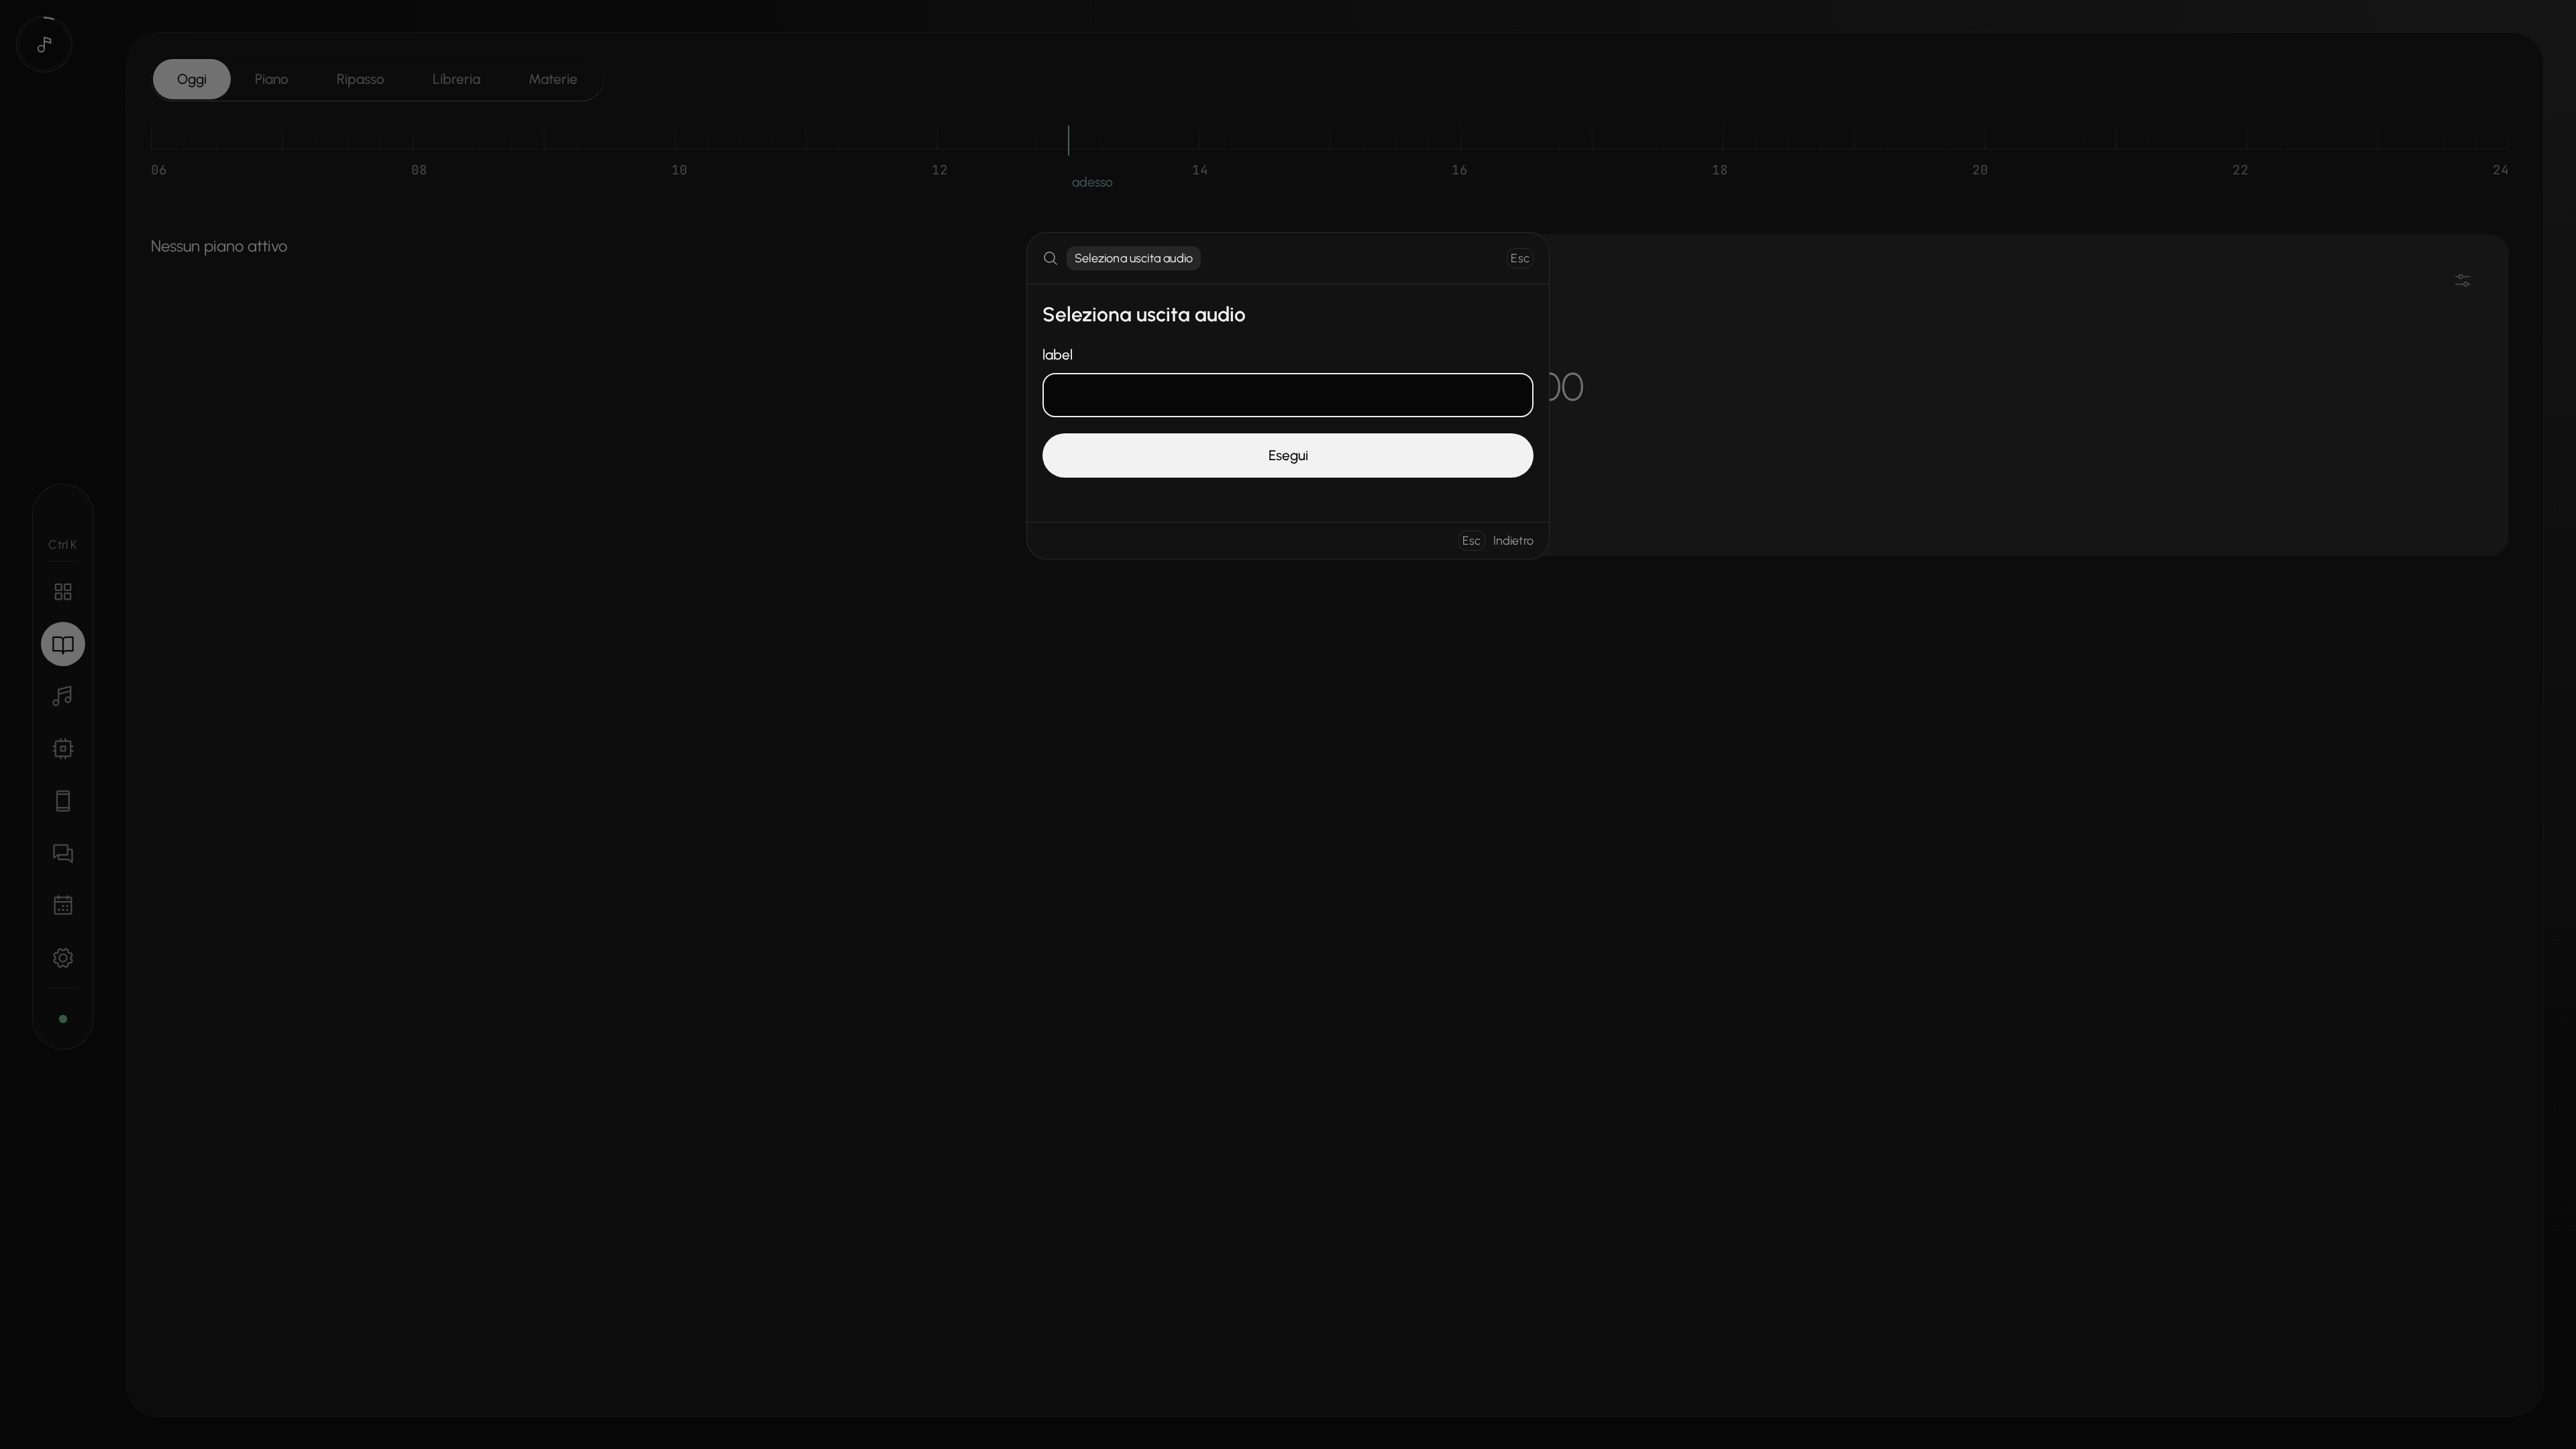 Oggi Piano Ripasso Libreria Materie
06 08 10 12 14 16 18 20 22 24
adesso
Nessun piano attivo
Seleziona uscita audio Esc
Seleziona uscita audio
label
00
Esegui
Esc Indietro
Ctrl K